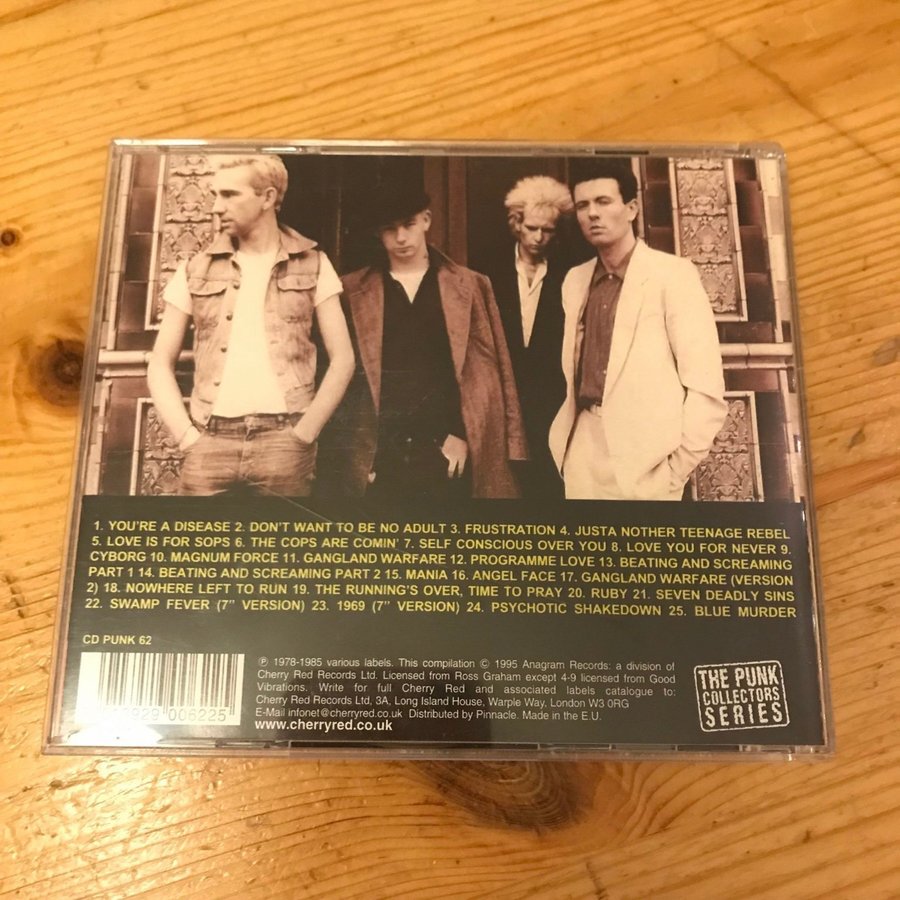 1. YOU'RE A DISEASE 2. DON'T WANT TO BE NO ADULT 3. FRUSTRATION 4. JUSTA NOTHER TEENAGE REBEL
5. LOVE IS FOR SOPS 6. THE COPS ARE COMIN' 7. SELF CONSCIOUS OVER YOU 8. LOVE YOU FOR NEVER 9.
CYBORG 10. MAGNUM FORCE 11. GANGLAND WARFARE 12. PROGRAMME LOVE 13. BEATING AND SCREAMING
PART 1 14. BEATING AND SCREAMING PART 2 15. MANIA 16. ANGEL FACE 17. GANGLAND WARFARE (VERSION
2) 18. NOWHERE LEFT TO RUN 19. THE RUNNING'S OVER, TIME TO PRAY 20. RUBY 21. SEVEN DEADLY SINS
22. SWAMP FEVER (7" VERSION) 23. 1969 (7" VERSION) 24. PSYCHOTIC SHAKEDOWN 25. BLUE MURDER
CD PUNK 62
℗ 1978-1985 various labels. This compilation © 1995 Anagram Records: a division of
Cherry Red Records Ltd. Licensed from Ross Graham except 4-9 licensed from Good
Vibrations. Write for full Cherry Red and associated labels catalogue to:
Cherry Red Records Ltd, 3A, Long Island House, Warple Way, London W3 0RG
E-Mail infonet@cherryred.co.uk Distributed by Pinnacle. Made in the E.U.
www.cherryred.co.uk
006225
THE PUNK
COLLECTORS
SERIES